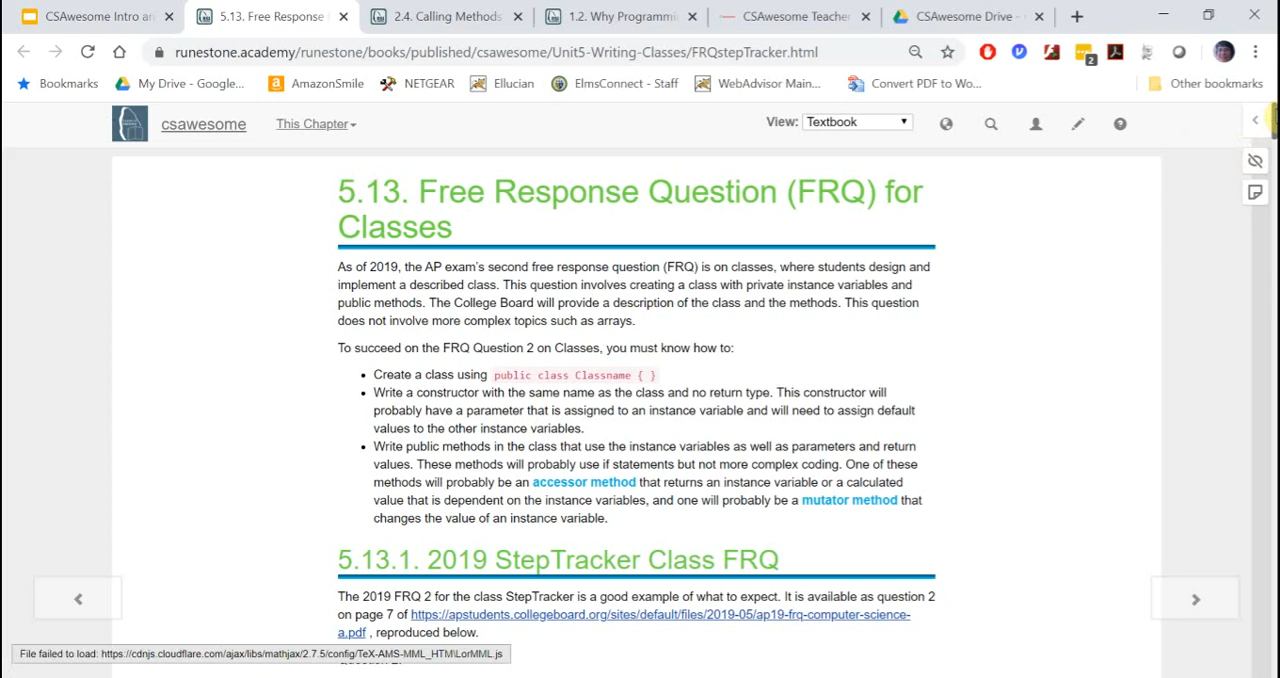 CSAwesome Intro a
5.13. Free Response
2.4. Calling Methods
1.2. Why Programmi
CSAwesome Teacher
CSAwesome Drive -
runestone.academy/runestone/books/published/csawesome/Unit5-Writing-Classes/FRQstepTracker.html
2
Bookmarks
My Drive - Google...
AmazonSmile
NETGEAR
Ellucian
ElmsConnect - Staff
WebAdvisor Main...
Convert PDF to Wo...
Other bookmarks
csawesome
This Chapter
View:
Textbook
5.13. Free Response Question (FRQ) for
Classes
As of 2019, the AP exam's second free response question (FRQ) is on classes, where students design and
implement a described class. This question involves creating a class with private instance variables and
public methods. The College Board will provide a description of the class and the methods. This question
does not involve more complex topics such as arrays.
To succeed on the FRQ Question 2 on Classes, you must know how to:
• Create a class using public class Classname { }
• Write a constructor with the same name as the class and no return type. This constructor will
probably have a parameter that is assigned to an instance variable and will need to assign default
values to the other instance variables.
• Write public methods in the class that use the instance variables as well as parameters and return
values. These methods will probably use if statements but not more complex coding. One of these
methods will probably be an accessor method that returns an instance variable or a calculated
value that is dependent on the instance variables, and one will probably be a mutator method that
changes the value of an instance variable.
5.13.1. 2019 StepTracker Class FRQ
The 2019 FRQ 2 for the class StepTracker is a good example of what to expect. It is available as question 2
on page 7 of https://apstudents.collegeboard.org/sites/default/files/2019-05/ap19-frq-computer-science-
a.pdf , reproduced below.
File failed to load: https://cdnjs.cloudflare.com/ajax/libs/mathjax/2.7.5/config/TeX-AMS-MML_HTM\LorMML.js